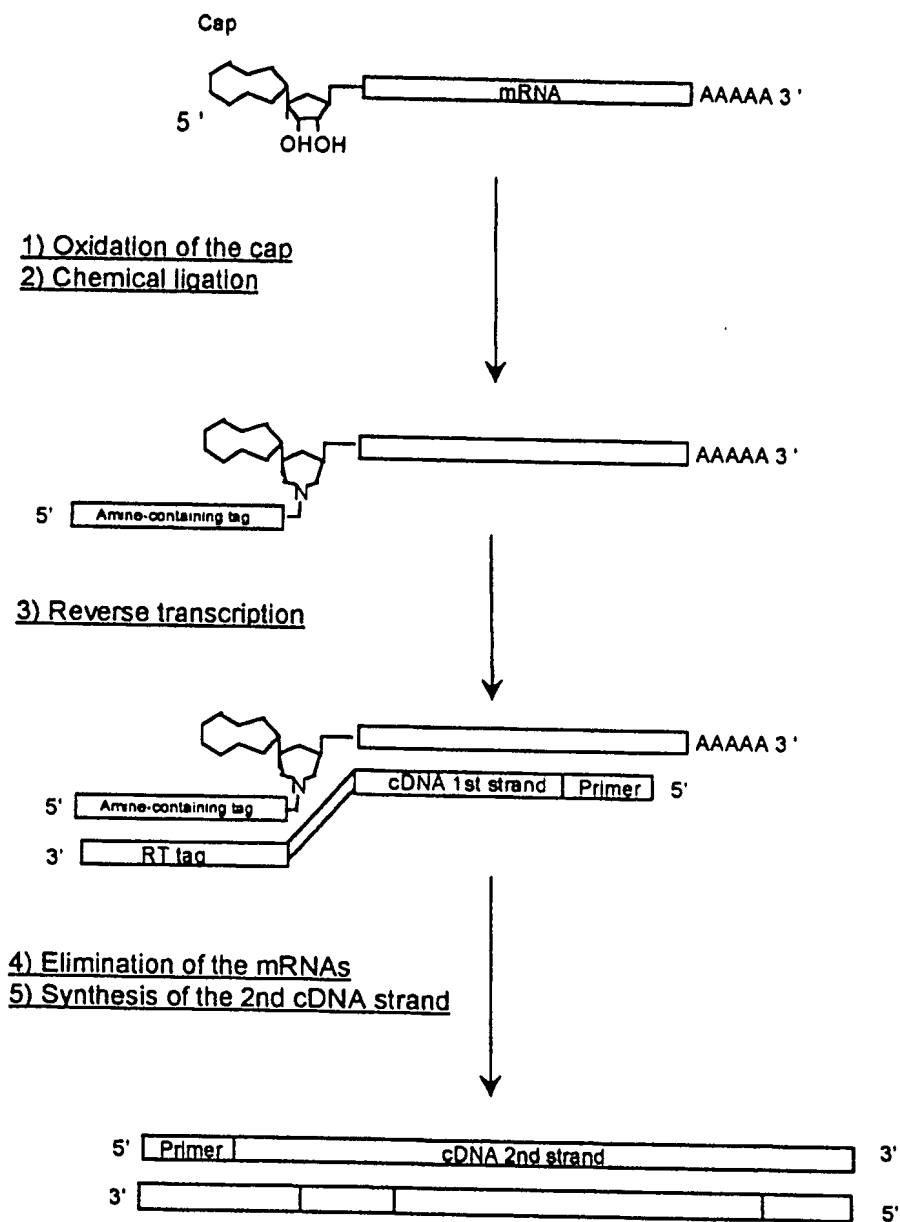 Cap
mRNA
AAAAA 3 '
5 '
OHOH
1) Oxidation of the cap
2) Chemical ligation
AAAAA 3 '
N
5' Amine-containing tag
3) Reverse transcription
AAAAA 3 '
N
cDNA 1st strand Primer 5'
5' Amine-containing tag
3' RT tag
4) Elimination of the mRNAs
5) Synthesis of the 2nd cDNA strand
5' Primer cDNA 2nd strand 3'
3' 5'